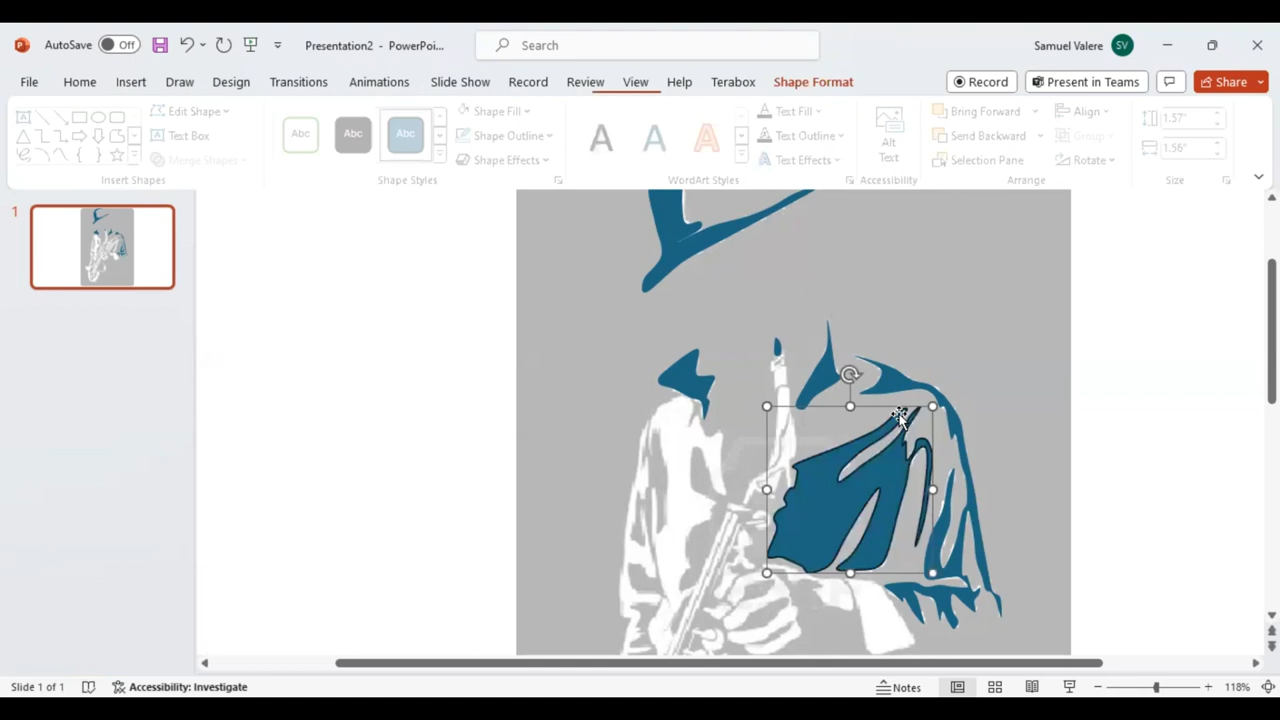 AutoSave Off Presentation2 - PowerPoi... Search Samuel Valere SV
File Home Insert Draw Design Transitions Animations Slide Show Record Review View Help Terabox Shape Format Record Present in Teams Share
Edit Shape
Text Box
Merge Shapes
Insert Shapes
Abc Abc Abc
Shape Fill
Shape Outline
Shape Effects
Shape Styles
A A A
Text Fill
Text Outline
Text Effects
WordArt Styles
Alt
Text
Accessibility
Bring Forward
Send Backward
Selection Pane
Align
Group
Rotate
Arrange
1.57"
1.56"
Size
1
Slide 1 of 1 Accessibility: Investigate Notes 118%